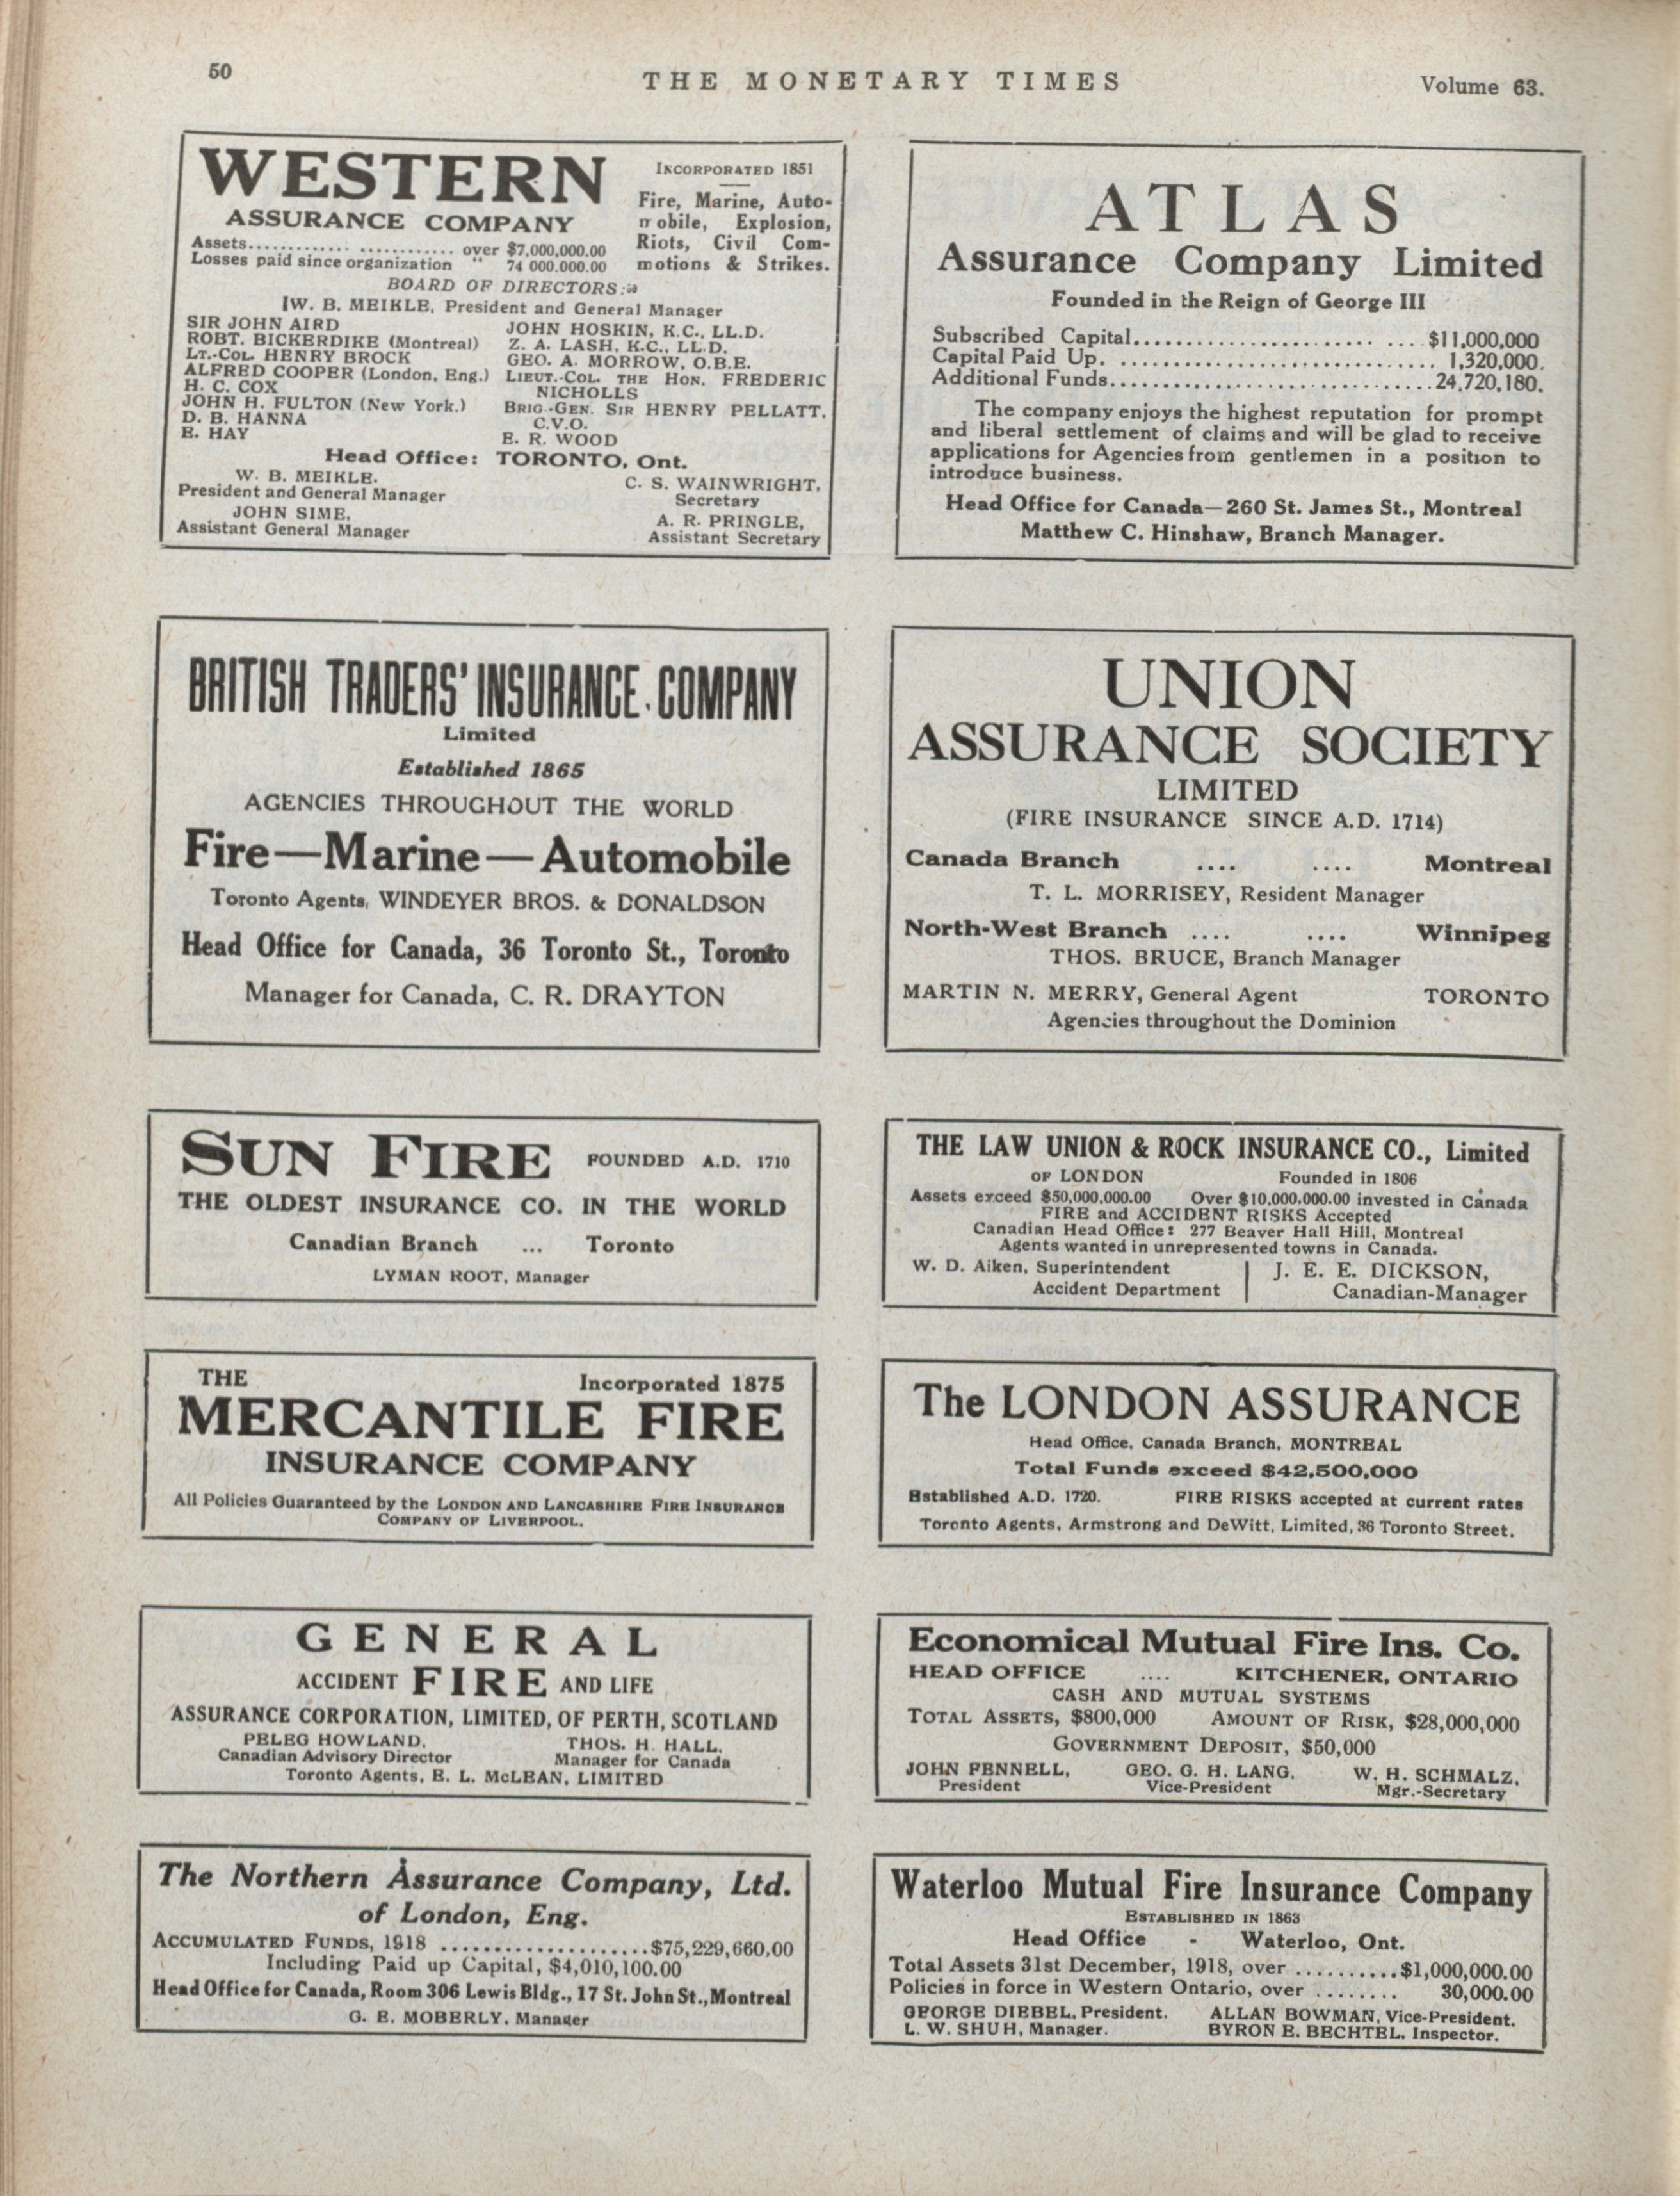 50
THE MONETARY TIMES
Volume 63.
WESTERN
ASSURANCE COMPANY
INCORPORATED 1851
Fire, Marine, Auto-
mobile, Explosion,
Riots, Civil Com-
motions & Strikes.
Assets............. ............ over $7,000,000.00
Losses paid since organization " 74 000.000.00
BOARD OF DIRECTORS:
W. B. MEIKLE, President and General Manager
SIR JOHN AIRD
ROBT. BICKERDIKE (Montreal)
LT.-COL. HENRY BROCK
ALFRED COOPER (London, Eng.)
H. C. COX
JOHN H. FULTON (New York.)
D. B. HANNA
E. HAY
JOHN HOSKIN, K.C., LL.D.
Z. A. LASH, K.C., LL.D.
GEO. A. MORROW, O.B.E.
LIEUT.-COL. THE HON. FREDERIC
NICHOLLS
BRIG.-GEN. SIR HENRY PELLATT,
C.V.O.
E. R. WOOD
Head Office: TORONTO, Ont.
W. B. MEIKLE.
President and General Manager
JOHN SIME,
Assistant General Manager
C. S. WAINWRIGHT,
Secretary
A. R. PRINGLE,
Assistant Secretary
ATLAS
Assurance Company Limited
Founded in the Reign of George III
Subscribed Capital........................ .... $11,000,000
Capital Paid Up. ................................ 1,320,000.
Additional Funds.................................24,720,180.
The company enjoys the highest reputation for prompt
and liberal settlement of claims and will be glad to receive
applications for Agencies from gentlemen in a position to
introduce business.
Head Office for Canada—260 St. James St., Montreal
Matthew C. Hinshaw, Branch Manager.
BRITISH TRADERS' INSURANCE COMPANY
Limited
Established 1865
AGENCIES THROUGHOUT THE WORLD
Fire—Marine—Automobile
Toronto Agents, WINDEYER BROS. & DONALDSON
Head Office for Canada, 36 Toronto St., Toronto
Manager for Canada, C. R. DRAYTON
UNION
ASSURANCE SOCIETY
LIMITED
(FIRE INSURANCE SINCE A.D. 1714)
Canada Branch .... .... Montreal
T. L. MORRISEY, Resident Manager
North-West Branch .... .... Winnipeg
THOS. BRUCE, Branch Manager
MARTIN N. MERRY, General Agent TORONTO
Agencies throughout the Dominion
SUN FIRE FOUNDED A.D. 1710
THE OLDEST INSURANCE CO. IN THE WORLD
Canadian Branch ... Toronto
LYMAN ROOT, Manager
THE LAW UNION & ROCK INSURANCE CO., Limited
OF LONDON Founded in 1806
Assets exceed $50,000,000.00 Over $10,000,000.00 invested in Canada
FIRE and ACCIDENT RISKS Accepted
Canadian Head Office: 277 Beaver Hall Hill, Montreal
Agents wanted in unrepresented towns in Canada.
W. D. Aiken, Superintendent
Accident Department
J. E. E. DICKSON,
Canadian-Manager
THE Incorporated 1875
MERCANTILE FIRE
INSURANCE COMPANY
All Policies Guaranteed by the LONDON AND LANCASHIRE FIRE INSURANCE
COMPANY OF LIVERPOOL.
The LONDON ASSURANCE
Head Office, Canada Branch, MONTREAL
Total Funds exceed $42,500,000
Established A.D. 1720. FIRE RISKS accepted at current rates
Toronto Agents, Armstrong and DeWitt, Limited, 36 Toronto Street.
GENERAL
ACCIDENT FIRE AND LIFE
ASSURANCE CORPORATION, LIMITED, OF PERTH, SCOTLAND
PELEG HOWLAND,
Canadian Advisory Director
THOS. H. HALL,
Manager for Canada
Toronto Agents, E. L. McLEAN, LIMITED
Economical Mutual Fire Ins. Co.
HEAD OFFICE .... KITCHENER, ONTARIO
CASH AND MUTUAL SYSTEMS
TOTAL ASSETS, $800,000 AMOUNT OF RISK, $28,000,000
GOVERNMENT DEPOSIT, $50,000
JOHN FENNELL, GEO. G. H. LANG, W. H. SCHMALZ,
President Vice-President Mgr.-Secretary
The Northern Assurance Company, Ltd.
of London, Eng.
ACCUMULATED FUNDS, 1918 ....................$75,229,660.00
Including Paid up Capital, $4,010,100.00
Head Office for Canada, Room 306 Lewis Bldg., 17 St. John St., Montreal
G. E. MOBERLY, Manager
Waterloo Mutual Fire Insurance Company
ESTABLISHED IN 1863
Head Office - Waterloo, Ont.
Total Assets 31st December, 1918, over ..........$1,000,000.00
Policies in force in Western Ontario, over ........ 30,000.00
GEORGE DIEBEL, President. ALLAN BOWMAN, Vice-President.
L. W. SHUH, Manager. BYRON E. BECHTEL, Inspector.